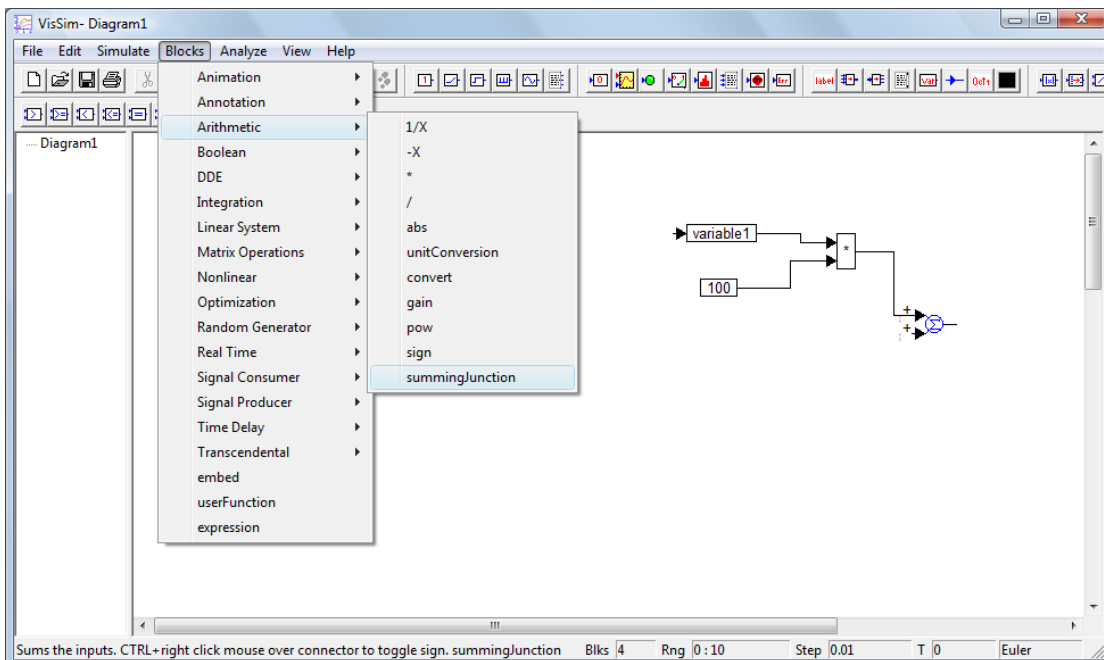 VisSim- Diagram1
File Edit Simulate Blocks Analyze View Help
label Var Oct1 Err
Diagram1
Animation
Annotation
Arithmetic
Boolean
DDE
Integration
Linear System
Matrix Operations
Nonlinear
Optimization
Random Generator
Real Time
Signal Consumer
Signal Producer
Time Delay
Transcendental
embed
userFunction
expression
1/X
-X
*
/
abs
unitConversion
convert
gain
pow
sign
summingJunction
variable1
*
100
+
+
Σ
Sums the inputs. CTRL+right click mouse over connector to toggle sign. summingJunction Blks 4 Rng 0 : 10 Step 0.01 T 0 Euler